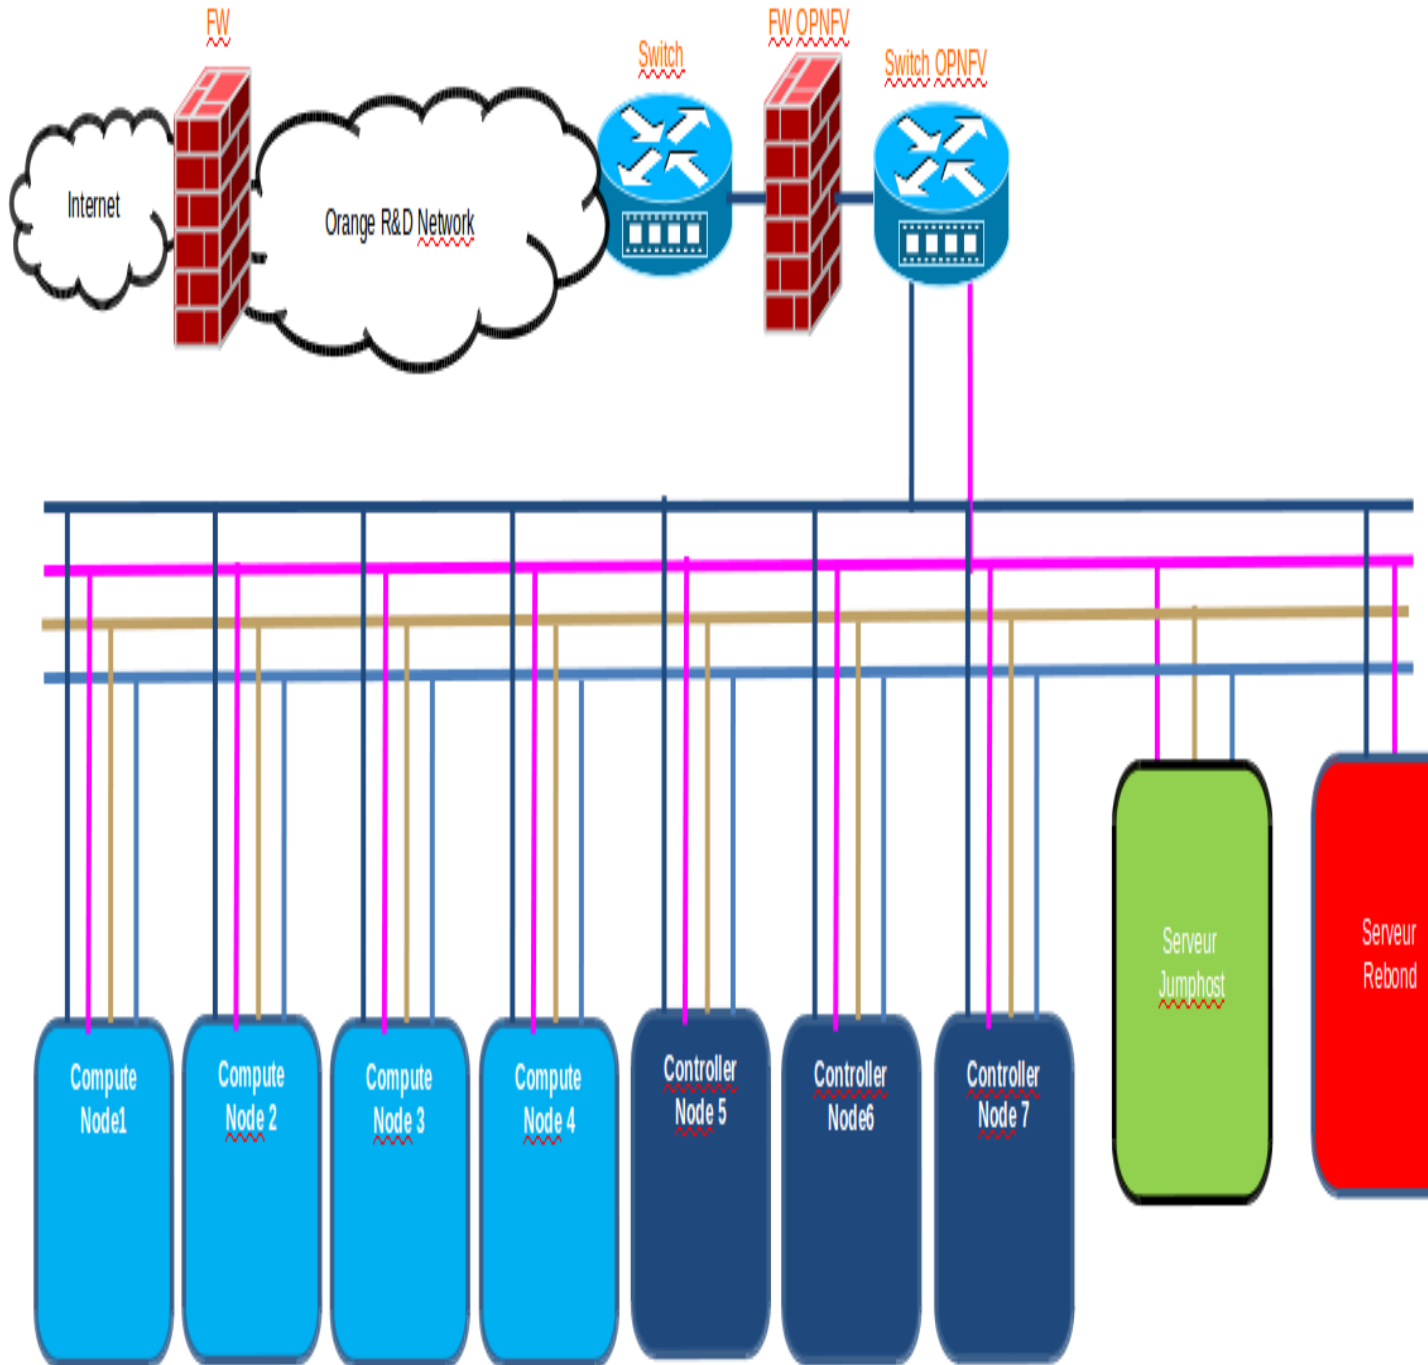 FW
Switch
FW OPNFV
Switch OPNFV
Internet
Orange R&D Network
Compute
Node1
Compute
Node 2
Compute
Node 3
Compute
Node 4
Controller
Node 5
Controller
Node6
Controller
Node 7
Serveur
Jumphost
Serveur
Rebond